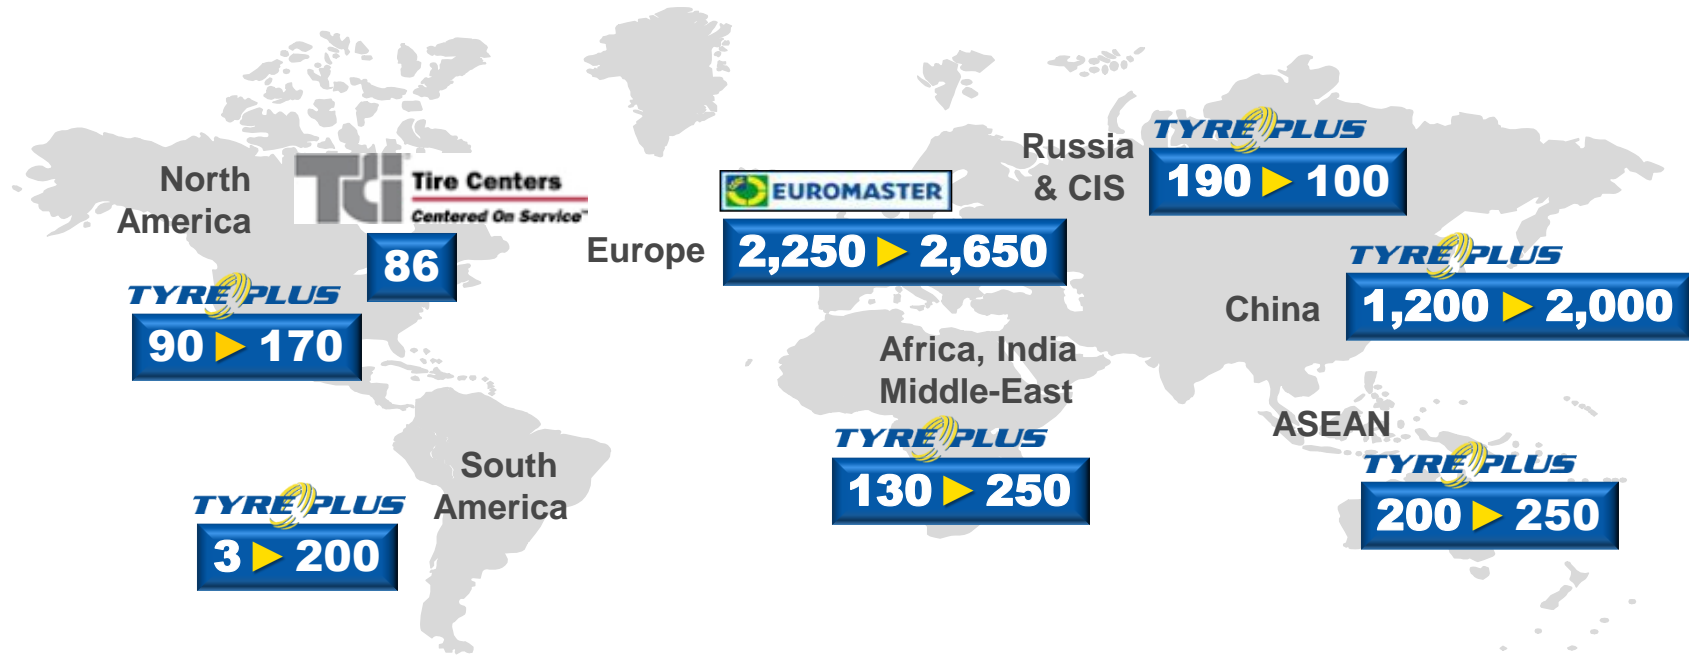 North
America
TCi Tire Centers
Centered On Service™
86
TYREPLUS
90 ► 170
South
America
TYREPLUS
3 ► 200
EUROMASTER
Europe
2,250 ► 2,650
Russia
& CIS
TYREPLUS
190 ► 100
China
TYREPLUS
1,200 ► 2,000
Africa, India
Middle-East
TYREPLUS
130 ► 250
ASEAN
TYREPLUS
200 ► 250